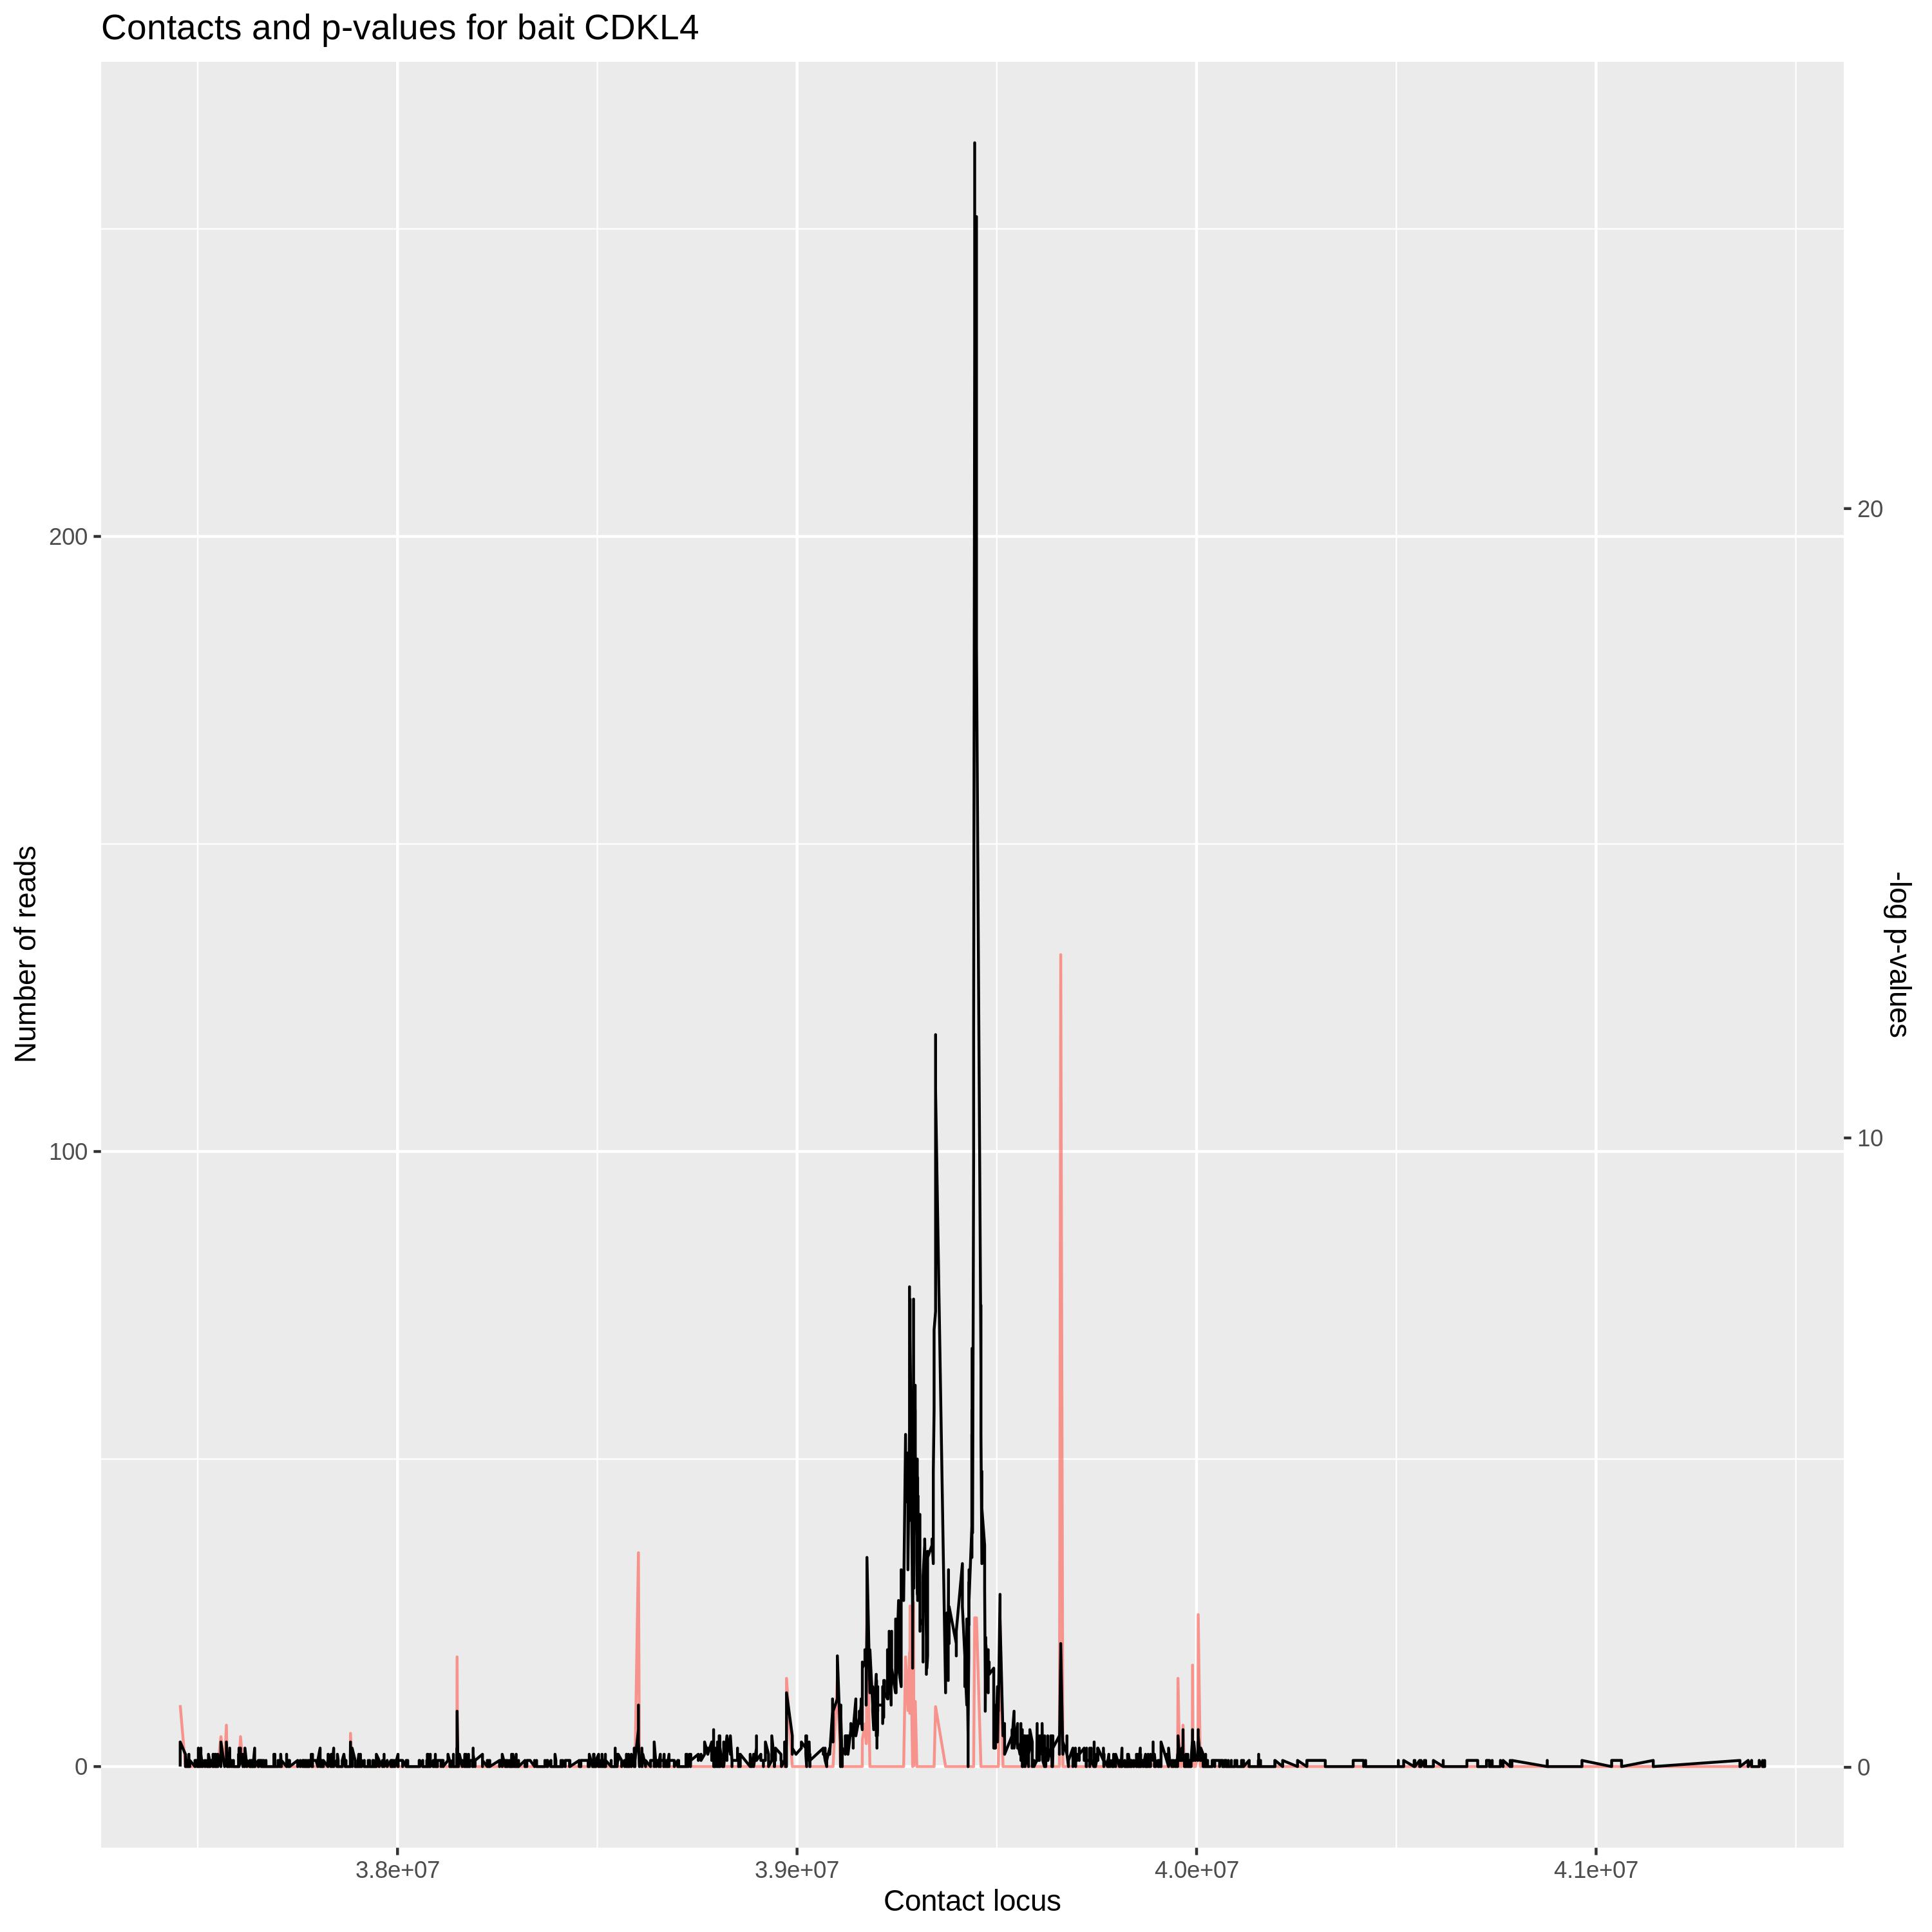 Contacts and p-values for bait CDKL4
200
100
0
Number of reads
20
10
0
-log p-values
3.8e+07
3.9e+07
4.0e+07
4.1e+07
Contact locus